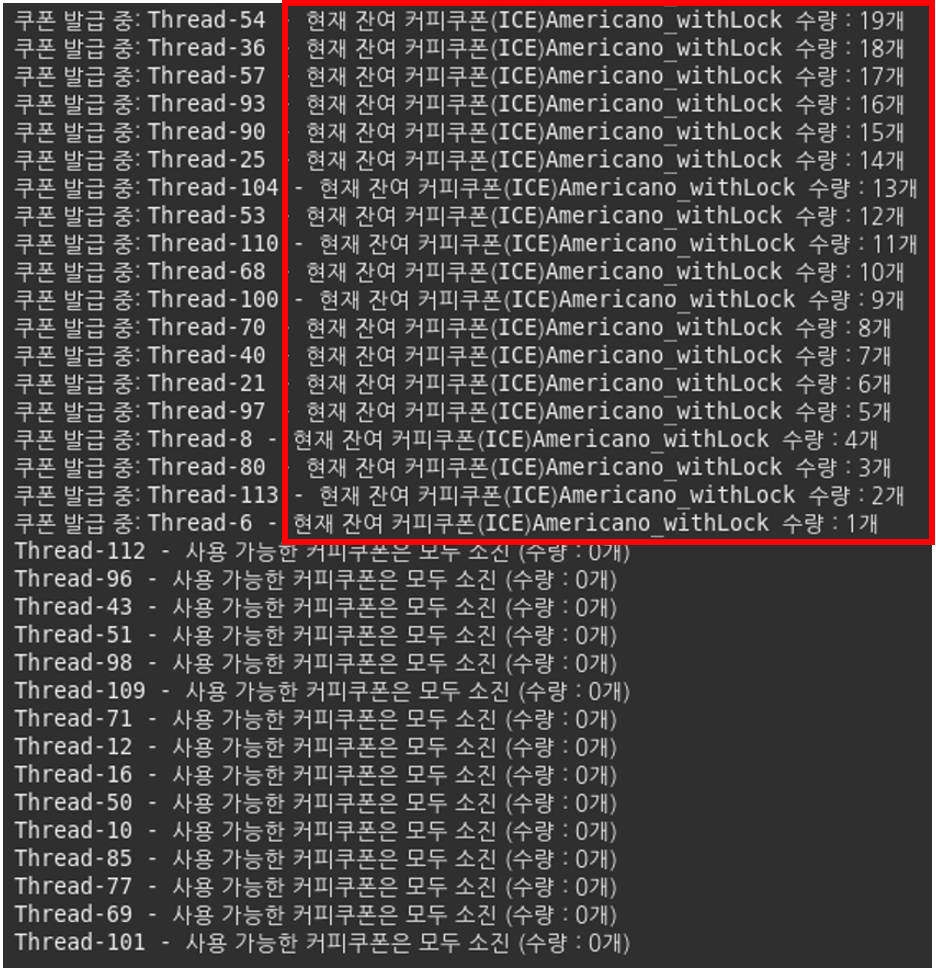 쿠폰 발급 중: Thread-54 - 현재 잔여 커피쿠폰(ICE)Americano_withLock 수량 : 19개
쿠폰 발급 중: Thread-36 - 현재 잔여 커피쿠폰(ICE)Americano_withLock 수량 : 18개
쿠폰 발급 중: Thread-57 - 현재 잔여 커피쿠폰(ICE)Americano_withLock 수량 : 17개
쿠폰 발급 중: Thread-93 - 현재 잔여 커피쿠폰(ICE)Americano_withLock 수량 : 16개
쿠폰 발급 중: Thread-90 - 현재 잔여 커피쿠폰(ICE)Americano_withLock 수량 : 15개
쿠폰 발급 중: Thread-25 - 현재 잔여 커피쿠폰(ICE)Americano_withLock 수량 : 14개
쿠폰 발급 중: Thread-104 - 현재 잔여 커피쿠폰(ICE)Americano_withLock 수량 : 13개
쿠폰 발급 중: Thread-53 - 현재 잔여 커피쿠폰(ICE)Americano_withLock 수량 : 12개
쿠폰 발급 중: Thread-110 - 현재 잔여 커피쿠폰(ICE)Americano_withLock 수량 : 11개
쿠폰 발급 중: Thread-68 - 현재 잔여 커피쿠폰(ICE)Americano_withLock 수량 : 10개
쿠폰 발급 중: Thread-100 - 현재 잔여 커피쿠폰(ICE)Americano_withLock 수량 : 9개
쿠폰 발급 중: Thread-70 - 현재 잔여 커피쿠폰(ICE)Americano_withLock 수량 : 8개
쿠폰 발급 중: Thread-40 - 현재 잔여 커피쿠폰(ICE)Americano_withLock 수량 : 7개
쿠폰 발급 중: Thread-21 - 현재 잔여 커피쿠폰(ICE)Americano_withLock 수량 : 6개
쿠폰 발급 중: Thread-97 - 현재 잔여 커피쿠폰(ICE)Americano_withLock 수량 : 5개
쿠폰 발급 중: Thread-8 - 현재 잔여 커피쿠폰(ICE)Americano_withLock 수량 : 4개
쿠폰 발급 중: Thread-80 - 현재 잔여 커피쿠폰(ICE)Americano_withLock 수량 : 3개
쿠폰 발급 중: Thread-113 - 현재 잔여 커피쿠폰(ICE)Americano_withLock 수량 : 2개
쿠폰 발급 중: Thread-6 - 현재 잔여 커피쿠폰(ICE)Americano_withLock 수량 : 1개
Thread-112 - 사용 가능한 커피쿠폰은 모두 소진 (수량 : 0개)
Thread-96 - 사용 가능한 커피쿠폰은 모두 소진 (수량 : 0개)
Thread-43 - 사용 가능한 커피쿠폰은 모두 소진 (수량 : 0개)
Thread-51 - 사용 가능한 커피쿠폰은 모두 소진 (수량 : 0개)
Thread-98 - 사용 가능한 커피쿠폰은 모두 소진 (수량 : 0개)
Thread-109 - 사용 가능한 커피쿠폰은 모두 소진 (수량 : 0개)
Thread-71 - 사용 가능한 커피쿠폰은 모두 소진 (수량 : 0개)
Thread-12 - 사용 가능한 커피쿠폰은 모두 소진 (수량 : 0개)
Thread-16 - 사용 가능한 커피쿠폰은 모두 소진 (수량 : 0개)
Thread-50 - 사용 가능한 커피쿠폰은 모두 소진 (수량 : 0개)
Thread-10 - 사용 가능한 커피쿠폰은 모두 소진 (수량 : 0개)
Thread-85 - 사용 가능한 커피쿠폰은 모두 소진 (수량 : 0개)
Thread-77 - 사용 가능한 커피쿠폰은 모두 소진 (수량 : 0개)
Thread-69 - 사용 가능한 커피쿠폰은 모두 소진 (수량 : 0개)
Thread-101 - 사용 가능한 커피쿠폰은 모두 소진 (수량 : 0개)